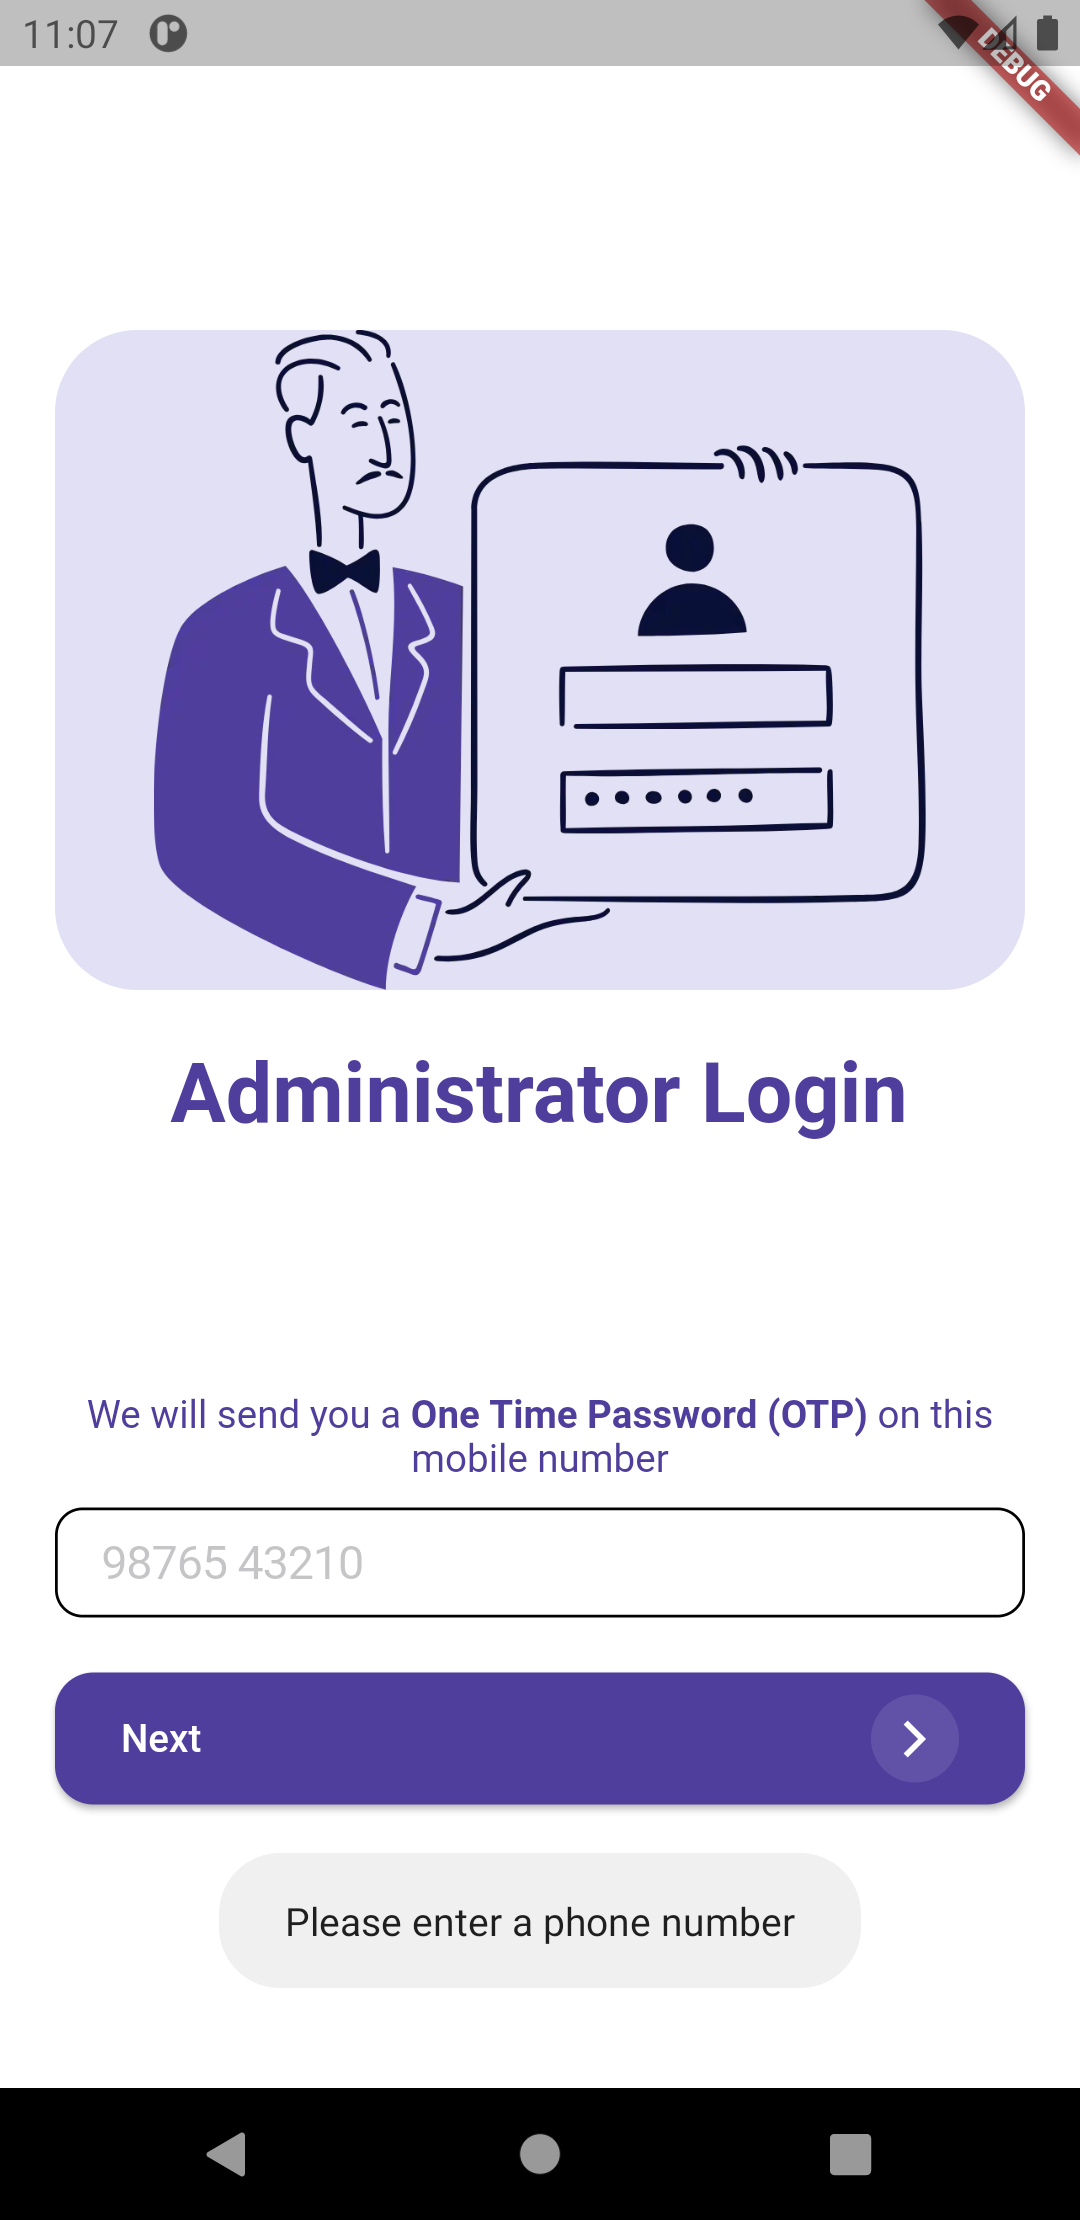 11:07
DEBUG
Administrator Login
We will send you a One Time Password (OTP) on this
mobile number
98765 43210
Next
Please enter a phone number